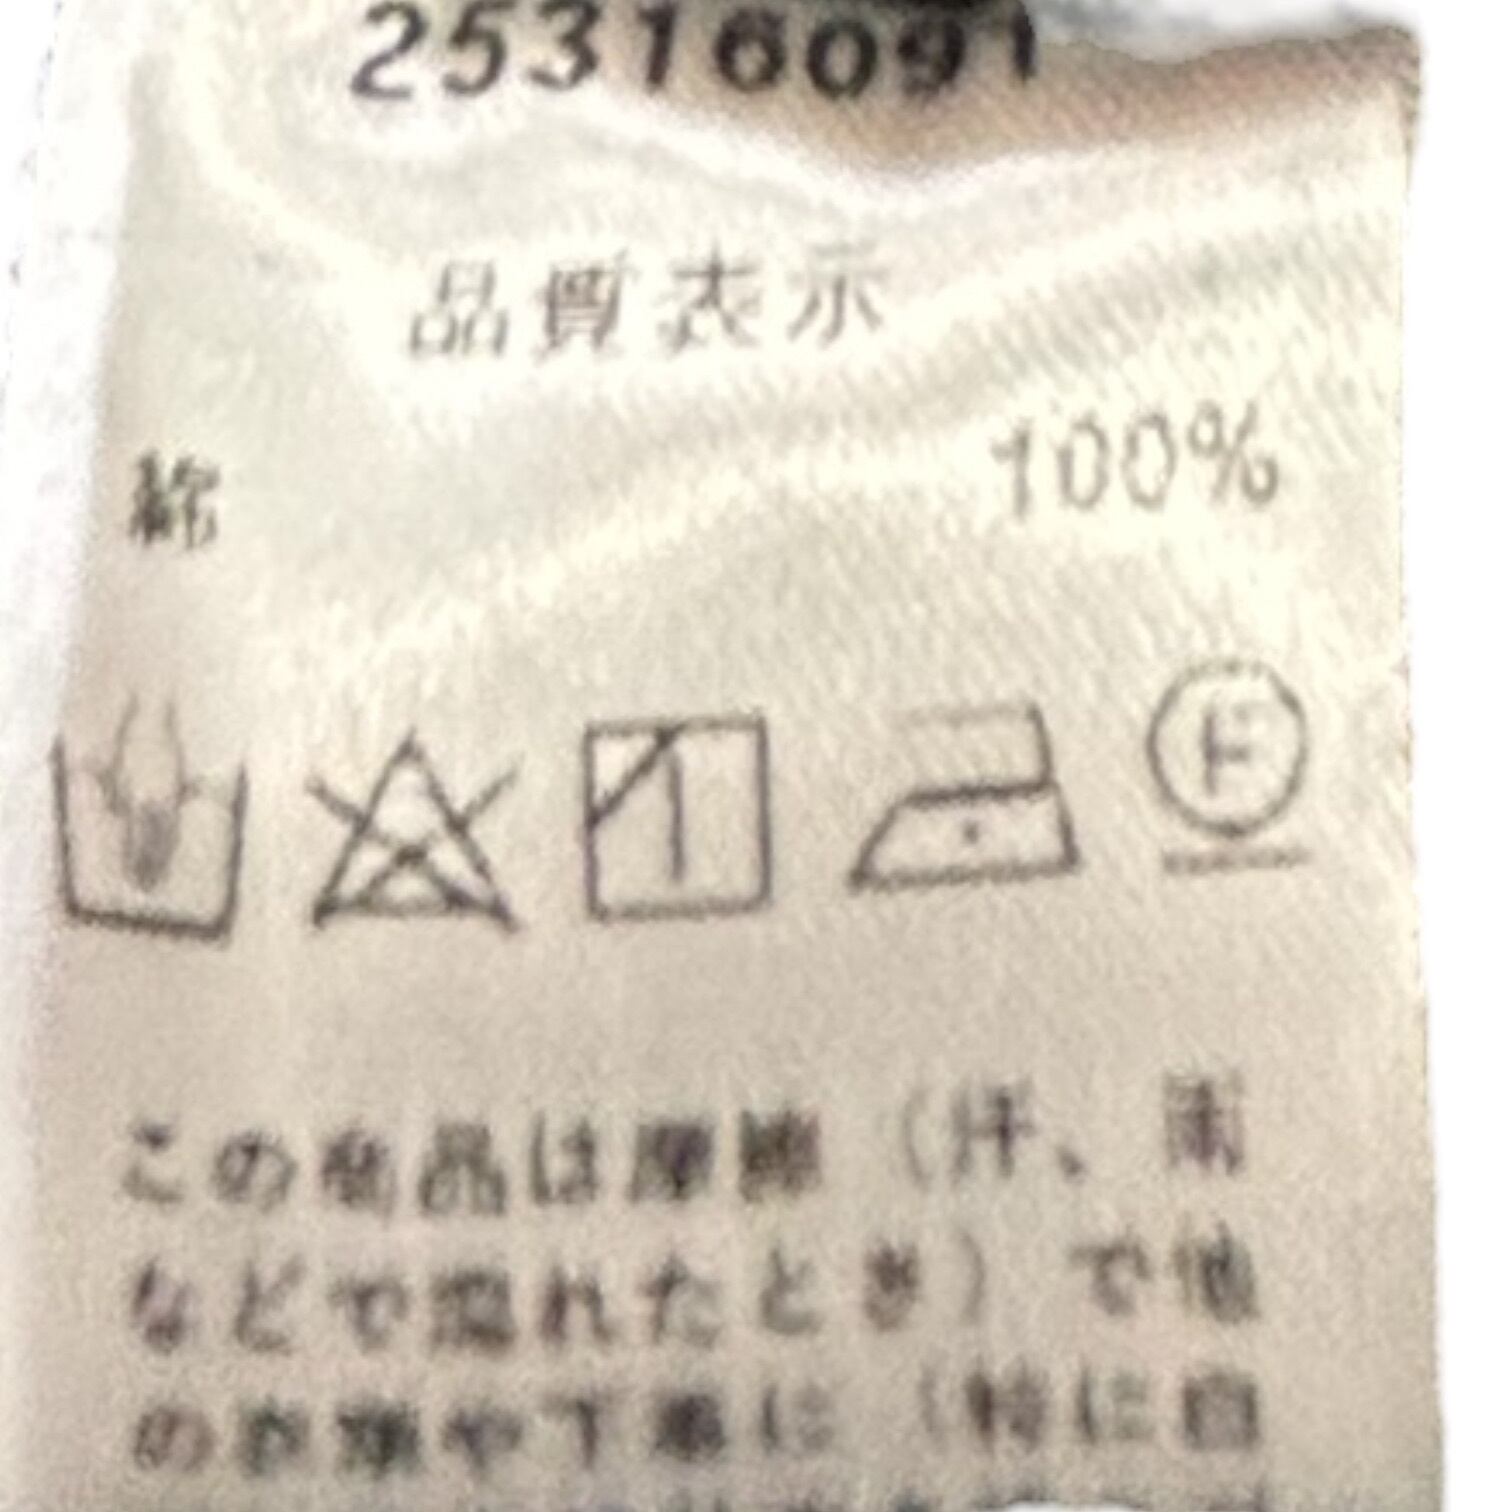 25316091
品質表示
綿 100%
F
この商品は摩擦（汗、雨
などで濡れたとき）で他
の衣類や下着に（特に白